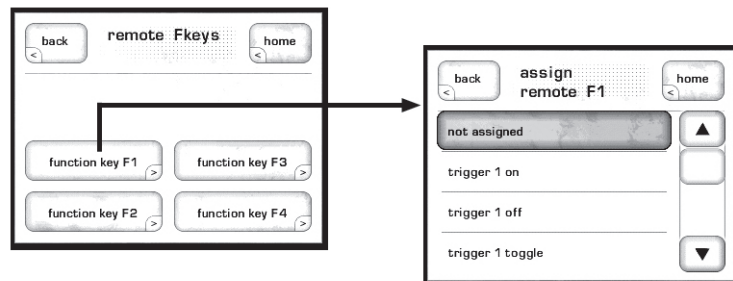 back
remote Fkeys
home
<
<
function key F1
>
function key F3
>
function key F2
>
function key F4
>
back
assign
remote F1
home
<
<
not assigned
trigger 1 on
trigger 1 off
trigger 1 toggle